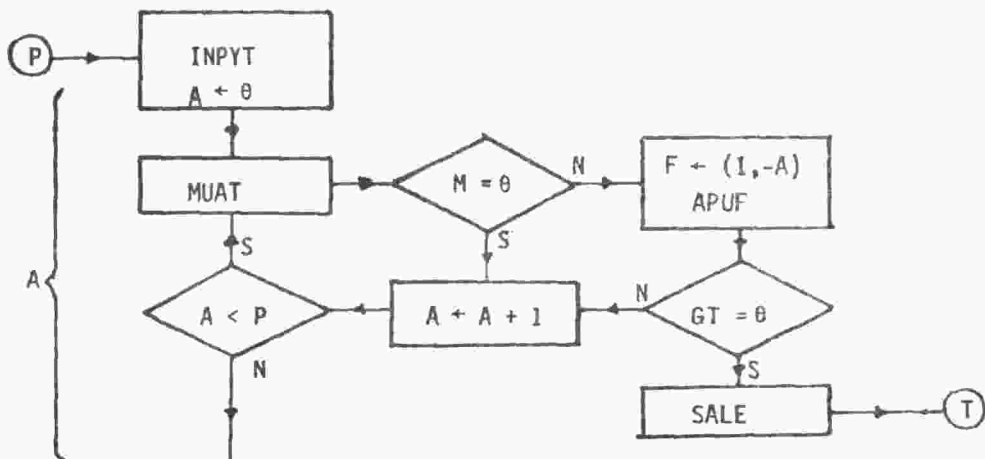 P
INPYT
A ← θ
MUAT
M = θ
N
F ← (I,-A)
APUF
S
S
A
A < P
A ← A + 1
N
GT = θ
N
S
SALE
T